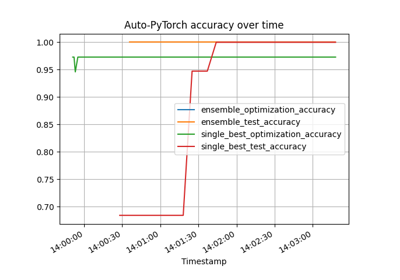 Auto-PyTorch accuracy over time
1.00
0.95
0.90
0.85
0.80
0.75
0.70
ensemble_optimization_accuracy
ensemble_test_accuracy
single_best_optimization_accuracy
single_best_test_accuracy
14:00:00
14:00:30
14:01:00
14:01:30
14:02:00
14:02:30
14:03:00
Timestamp